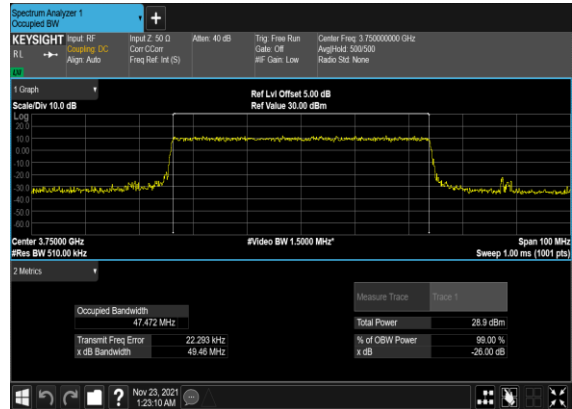 Spectrum Analyzer 1
Occupied BW
KEYSIGHT
Input: RF
Coupling: DC
Align: Auto
Input Z: 50 Ω
Corr CCorr
Freq Ref: Int (S)
Atten: 40 dB
Trig: Free Run
Gate: Off
#IF Gain: Low
Center Freq: 3.750000000 GHz
Avg|Hold: 500/500
Radio Std: None
RL
1 Graph
Scale/Div 10.0 dB
Ref Lvl Offset 5.00 dB
Ref Value 30.00 dBm
Log
20.0
10.0
0.00
-10.0
-20.0
-30.0
-40.0
-50.0
-60.0
Center 3.75000 GHz
#Res BW 510.00 kHz
#Video BW 1.5000 MHz*
Span 100 MHz
Sweep 1.00 ms (1001 pts)
2 Metrics
Measure Trace Trace 1
Occupied Bandwidth
47.472 MHz
Total Power 28.9 dBm
Transmit Freq Error 22.293 kHz
% of OBW Power 99.00 %
x dB Bandwidth 49.46 MHz
x dB -26.00 dB
Nov 23, 2021
1:23:10 AM